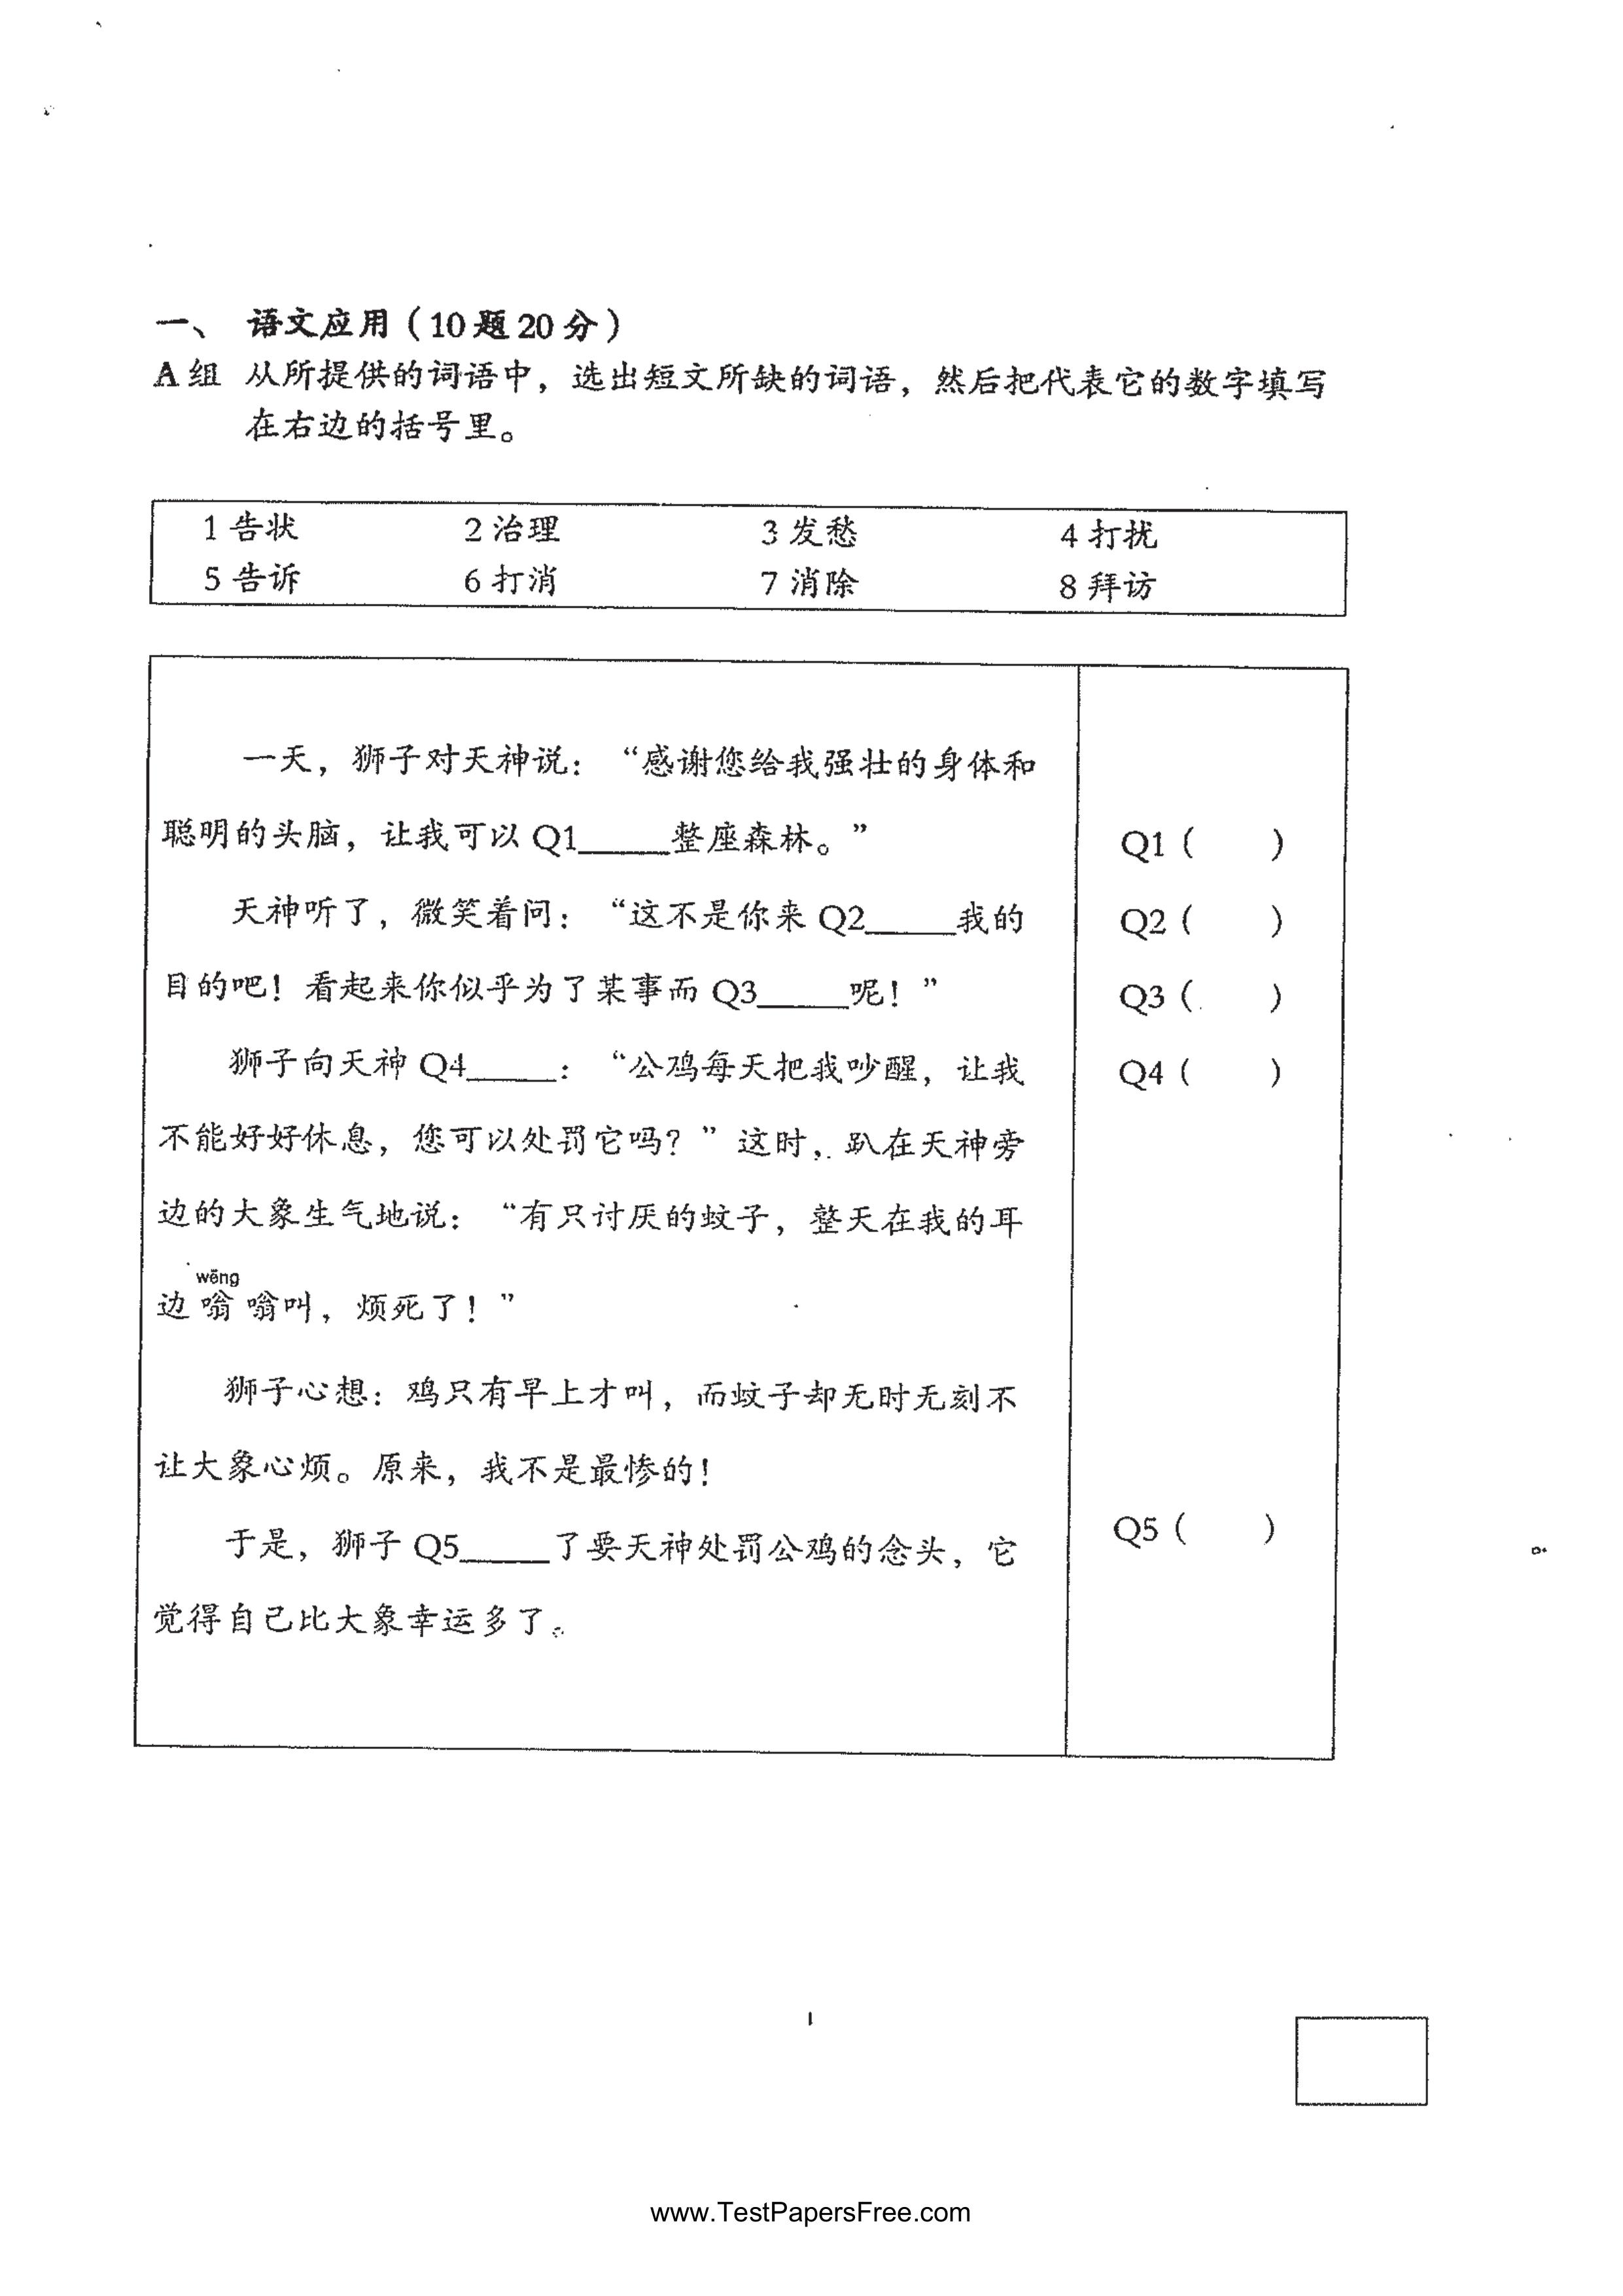 一、 语文应用（10题20分）
A组 从所提供的词语中，选出短文所缺的词语，然后把代表它的数字填写
在右边的括号里。
1 告状 2 治理 3 发愁 4 打扰
5 告诉 6 打消 7 消除 8 拜访
一天，狮子对天神说：“感谢您给我强壮的身体和
聪明的头脑，让我可以 Q1_____整座森林。” Q1（ ）
天神听了，微笑着问：“这不是你来 Q2_____我的 Q2（ ）
目的吧！看起来你似乎为了某事而 Q3_____呢！” Q3（ ）
狮子向天神 Q4_____：“公鸡每天把我吵醒，让我 Q4（ ）
不能好好休息，您可以处罚它吗？”这时，趴在天神旁
边的大象生气地说：“有只讨厌的蚊子，整天在我的耳
wēng
边嗡嗡叫，烦死了！”
狮子心想：鸡只有早上才叫，而蚊子却无时无刻不
让大象心烦。原来，我不是最惨的！
于是，狮子 Q5_____了要天神处罚公鸡的念头，它 Q5（ ）
觉得自己比大象幸运多了。
1
www.TestPapersFree.com